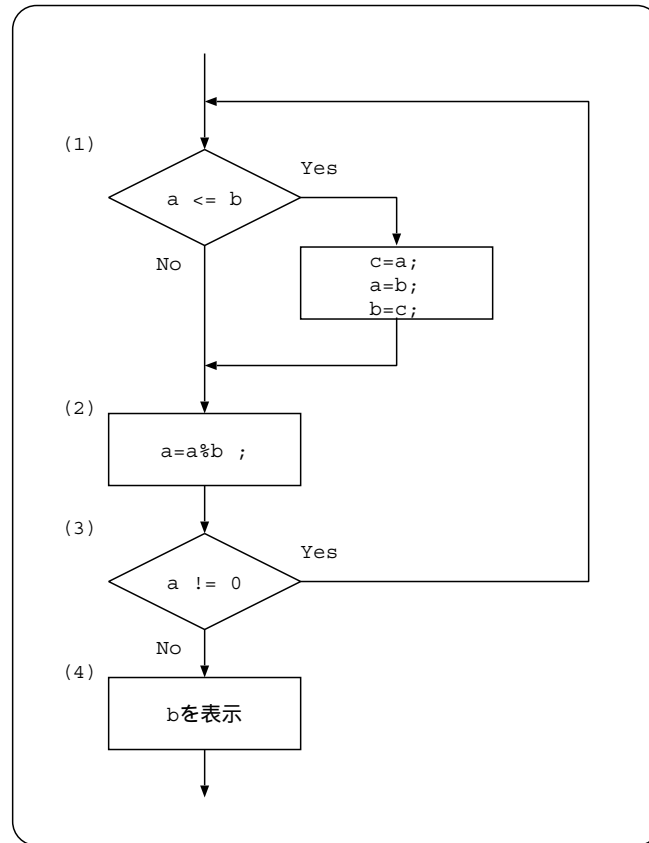 (1)
Yes
a <= b
No
c=a;
a=b;
b=c;
(2)
a=a%b ;
(3)
Yes
a != 0
No
(4)
bを表示